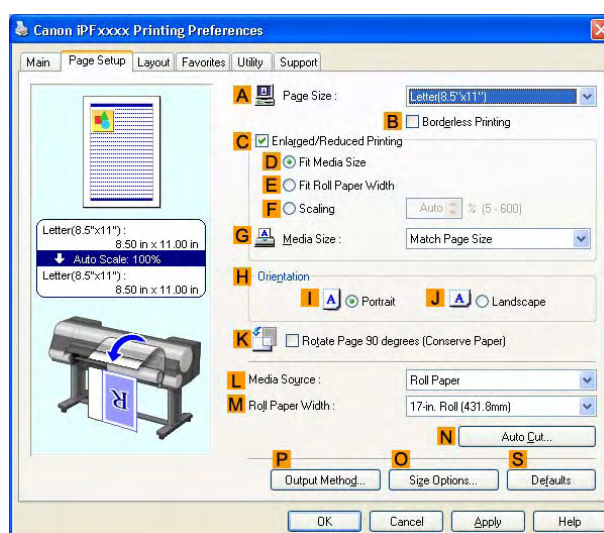 Canon iPFxxxx Printing Preferences
Main Page Setup Layout Favorites Utility Support
A Page Size : Letter(8.5"x11")
B Borderless Printing
C Enlarged/Reduced Printing
D Fit Media Size
E Fit Roll Paper Width
F Scaling Auto % (5 - 600)
G Media Size : Match Page Size
Letter(8.5"x11") :
8.50 in x 11.00 in
Auto Scale: 100%
Letter(8.5"x11") :
8.50 in x 11.00 in
H Orientation
I A Portrait J A Landscape
K Rotate Page 90 degrees (Conserve Paper)
R
L Media Source : Roll Paper
M Roll Paper Width : 17-in. Roll (431.8mm)
N Auto Cut...
P O S
Output Method... Size Options... Defaults
OK Cancel Apply Help